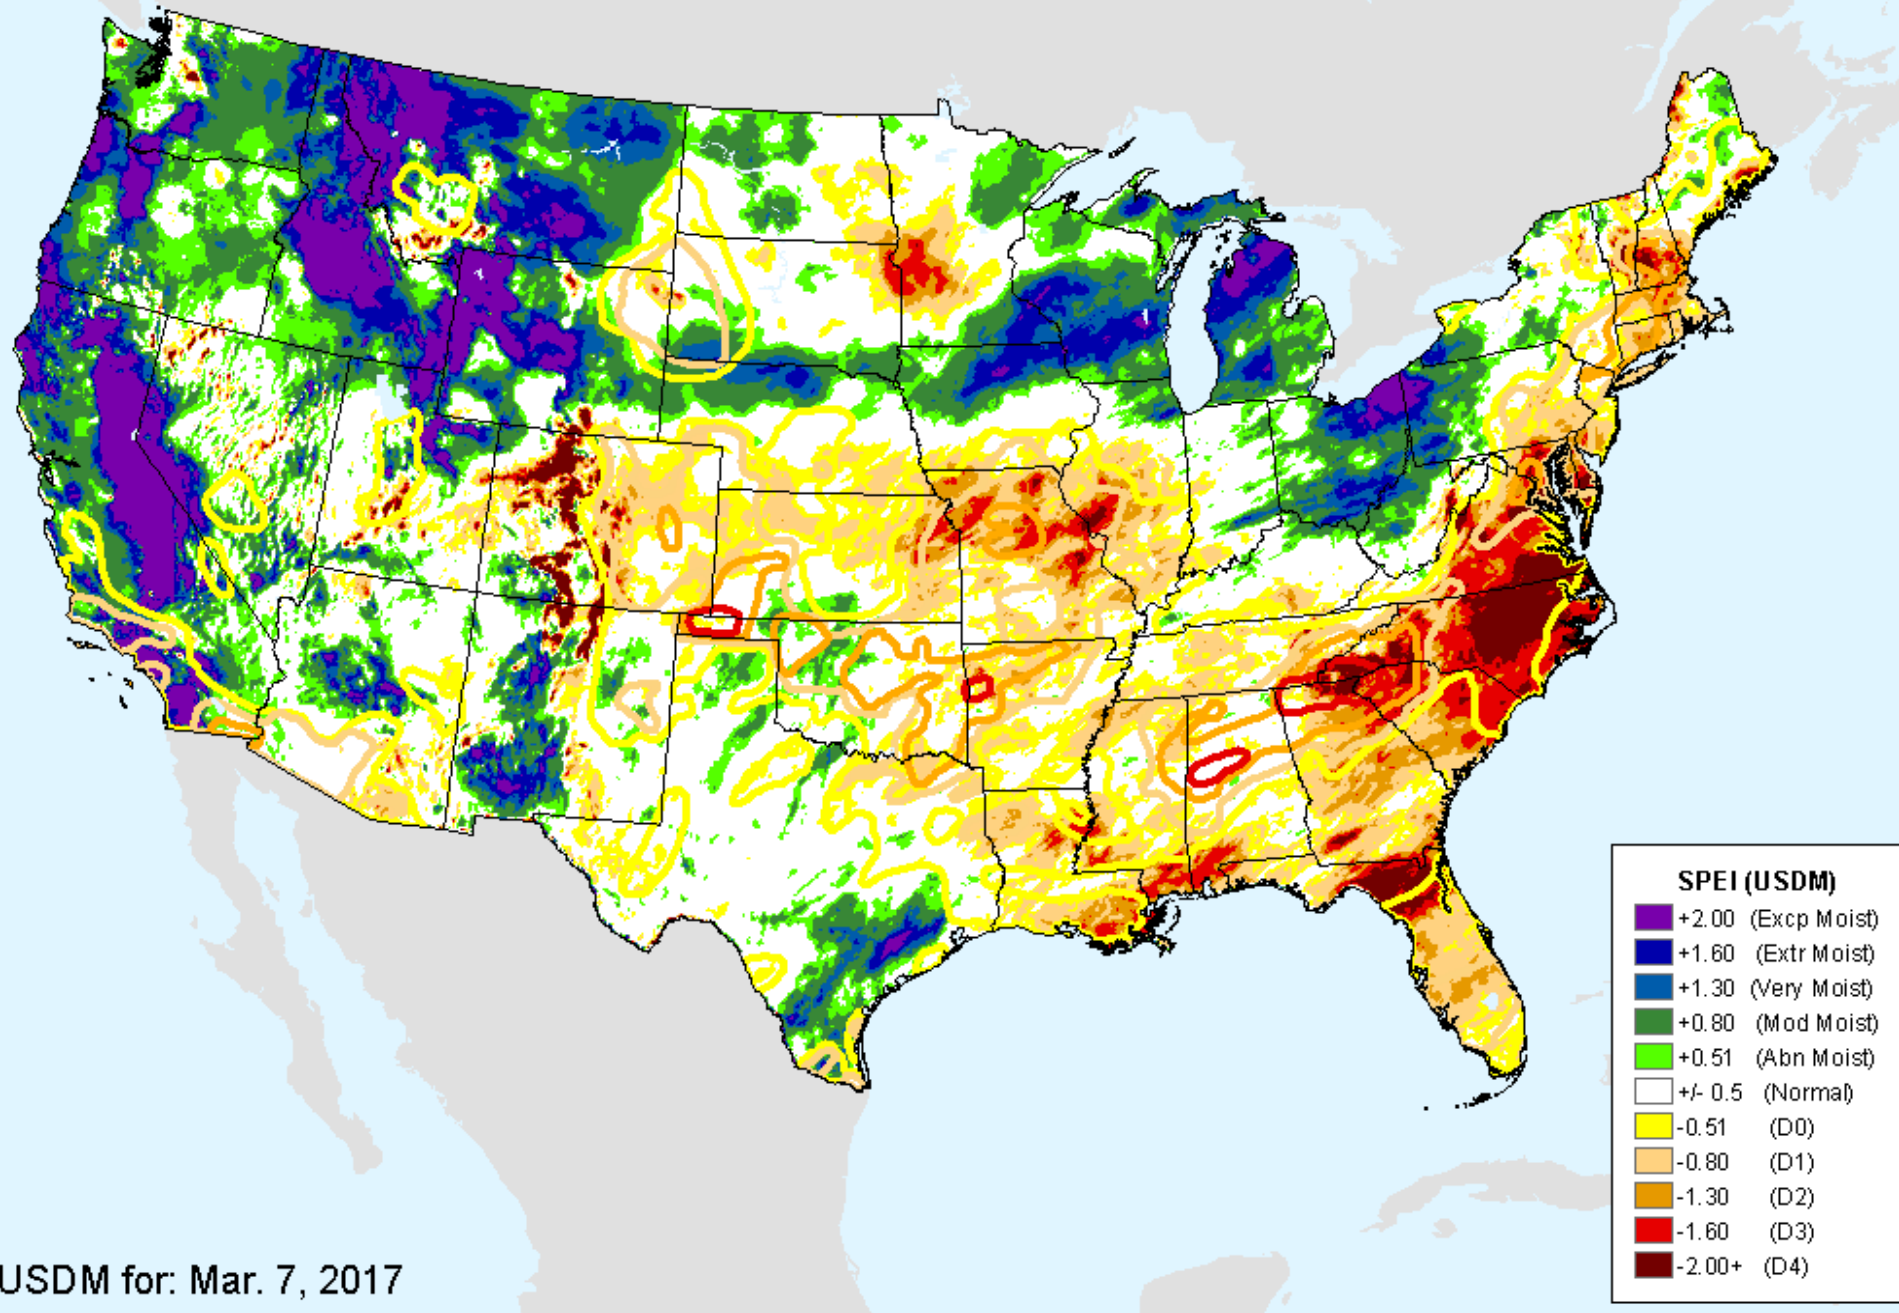 SPEI (USDM)
+2.00 (Excp Moist)
+1.60 (Extr Moist)
+1.30 (Very Moist)
+0.80 (Mod Moist)
+0.51 (Abn Moist)
+/- 0.5 (Normal)
-0.51 (D0)
-0.80 (D1)
-1.30 (D2)
-1.60 (D3)
-2.00+ (D4)
USDM for: Mar. 7, 2017